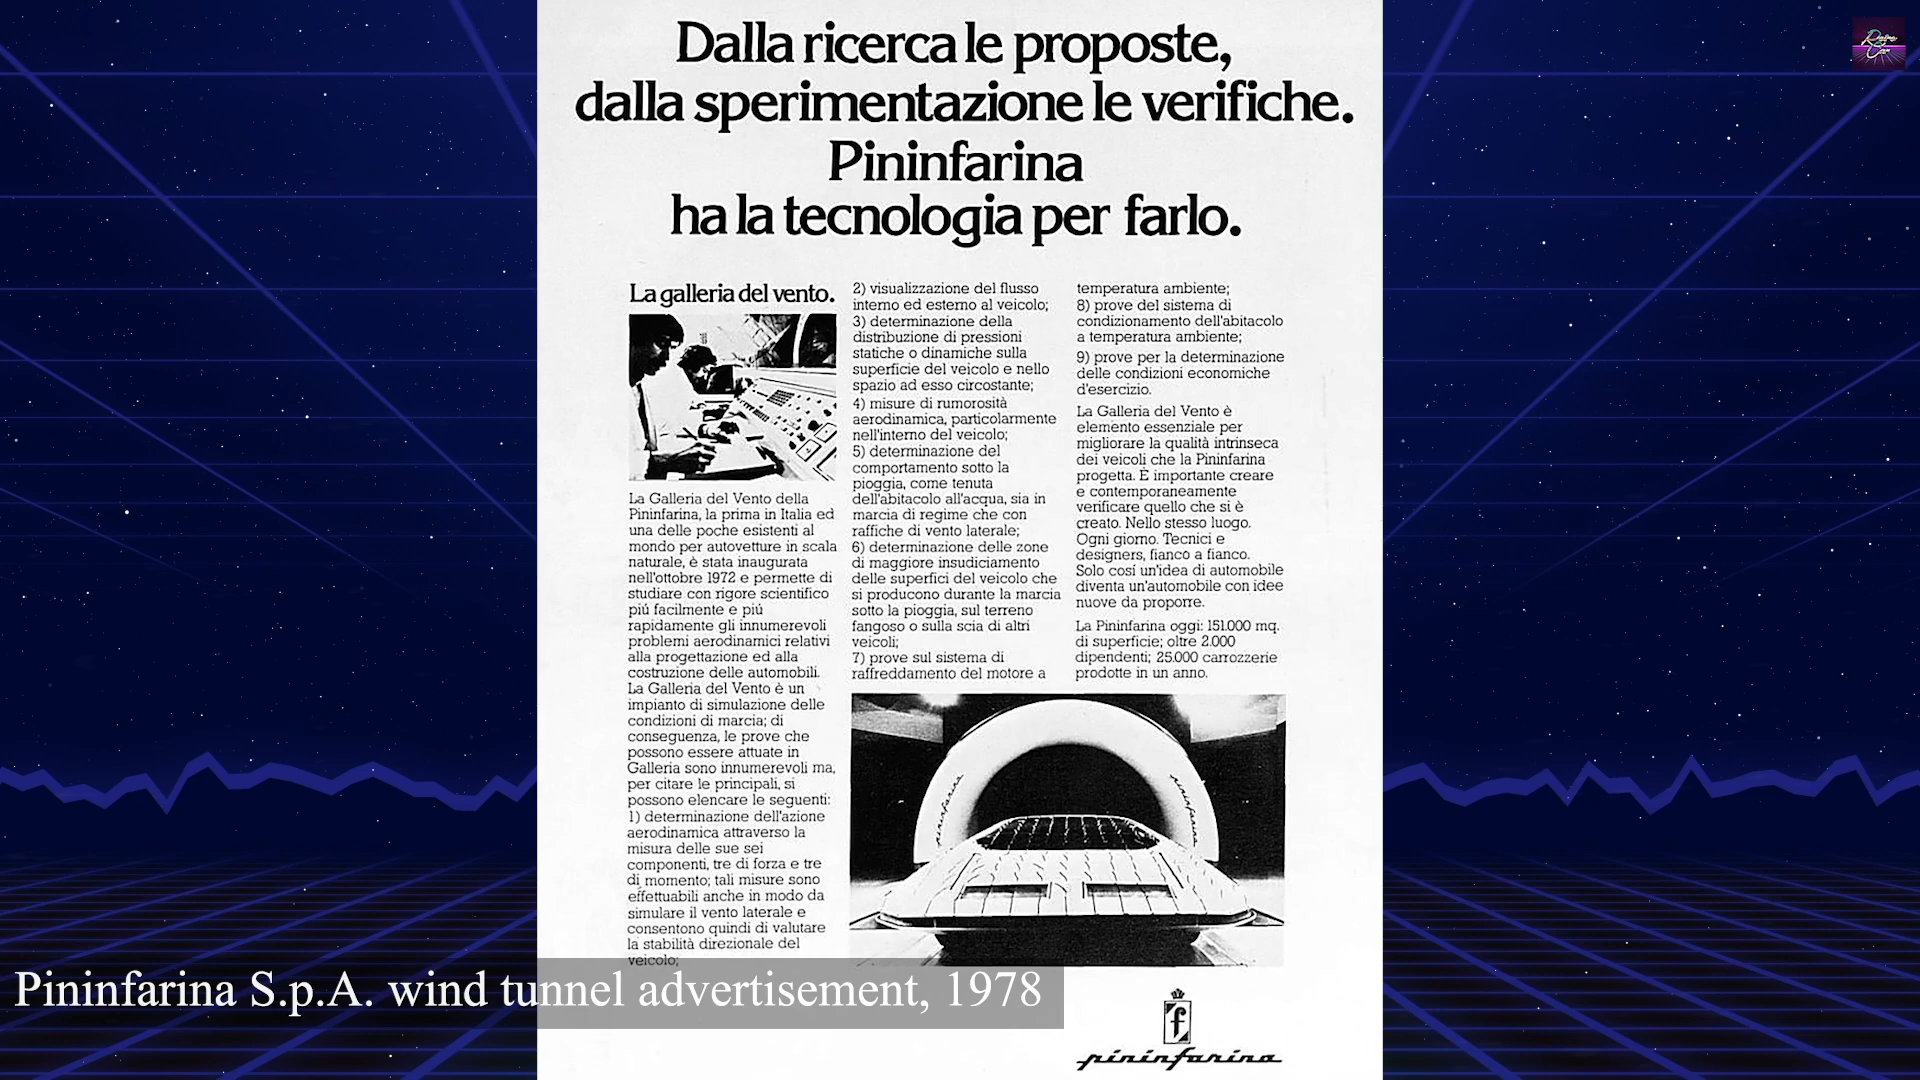 Dalla ricerca le proposte,
dalla sperimentazione le verifiche.
Pininfarina
ha la tecnologia per farlo.
La galleria del vento.
La Galleria del Vento della
Pininfarina, la prima in Italia ed
una delle poche esistenti al
mondo per autovetture in scala
naturale, è stata inaugurata
nell'ottobre 1972 e permette di
studiare con rigore scientifico
piú facilmente e piú
rapidamente gli innumerevoli
problemi aerodinamici relativi
alla progettazione ed alla
costruzione delle automobili.
La Galleria del Vento è un
impianto di simulazione delle
condizioni di marcia; di
conseguenza, le prove che
possono essere attuate in
Galleria sono innumerevoli ma,
per citare le principali, si
possono elencare le seguenti:
1) determinazione dell'azione
aerodinamica attraverso la
misura delle sue sei
componenti, tre di forza e tre
di momento; tali misure sono
effettuabili anche in modo da
simulare il vento laterale e
consentono quindi di valutare
la stabilità direzionale del
veicolo;
2) visualizzazione del flusso
interno ed esterno al veicolo;
3) determinazione della
distribuzione di pressioni
statiche o dinamiche sulla
superficie del veicolo e nello
spazio ad esso circostante;
4) misure di rumorosità
aerodinamica, particolarmente
nell'interno del veicolo;
5) determinazione del
comportamento sotto la
pioggia, come tenuta
dell'abitacolo all'acqua, sia in
marcia di regime che con
raffiche di vento laterale;
6) determinazione delle zone
di maggiore insudiciamento
delle superfici del veicolo che
si producono durante la marcia
sotto la pioggia, sul terreno
fangoso o sulla scia di altri
veicoli;
7) prove sul sistema di
raffreddamento del motore a
temperatura ambiente;
8) prove del sistema di
condizionamento dell'abitacolo
a temperatura ambiente;
9) prove per la determinazione
delle condizioni economiche
d'esercizio.
La Galleria del Vento è
elemento essenziale per
migliorare la qualità intrinseca
dei veicoli che la Pininfarina
progetta. È importante creare
e contemporaneamente
verificare quello che si è
creato. Nello stesso luogo.
Ogni giorno. Tecnici e
designers, fianco a fianco.
Solo cosí un'idea di automobile
diventa un'automobile con idee
nuove da proporre.
La Pininfarina oggi: 151.000 mq.
di superficie; oltre 2.000
dipendenti; 25.000 carrozzerie
prodotte in un anno.
pininfarina
pininfarina
f
pininfarina
Pininfarina S.p.A. wind tunnel advertisement, 1978